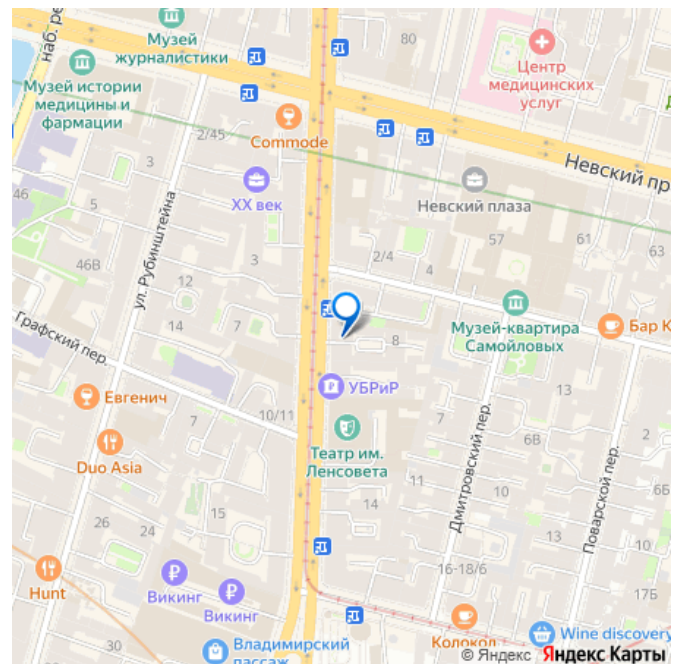 наб. ре
Музей
журналистики
80
Центр
медицинских
услуг
Музей истории
медицины и
фармации
Commode
2/45
Невский пр
3
ХХ век
Невский плаза
46
5
ул. Рубинштейна
57
61
63
46В
3
2/4
4
12
Музей-квартира
Самойловых
Бар К
14
7
8
Графский пер.
УБРиР
Евгенич
10/11
13
7
Театр им.
Ленсовета
Duo Asia
7
11
6В
2
Дмитровский пер.
Поварской пер.
10
6Б
14
15
26
24
13
Hunt
Викинг
Викинг
16-18/6
17Б
30
Владимирский
пассаж
Колокол
Wine discovery
© Яндекс Яндекс Карты